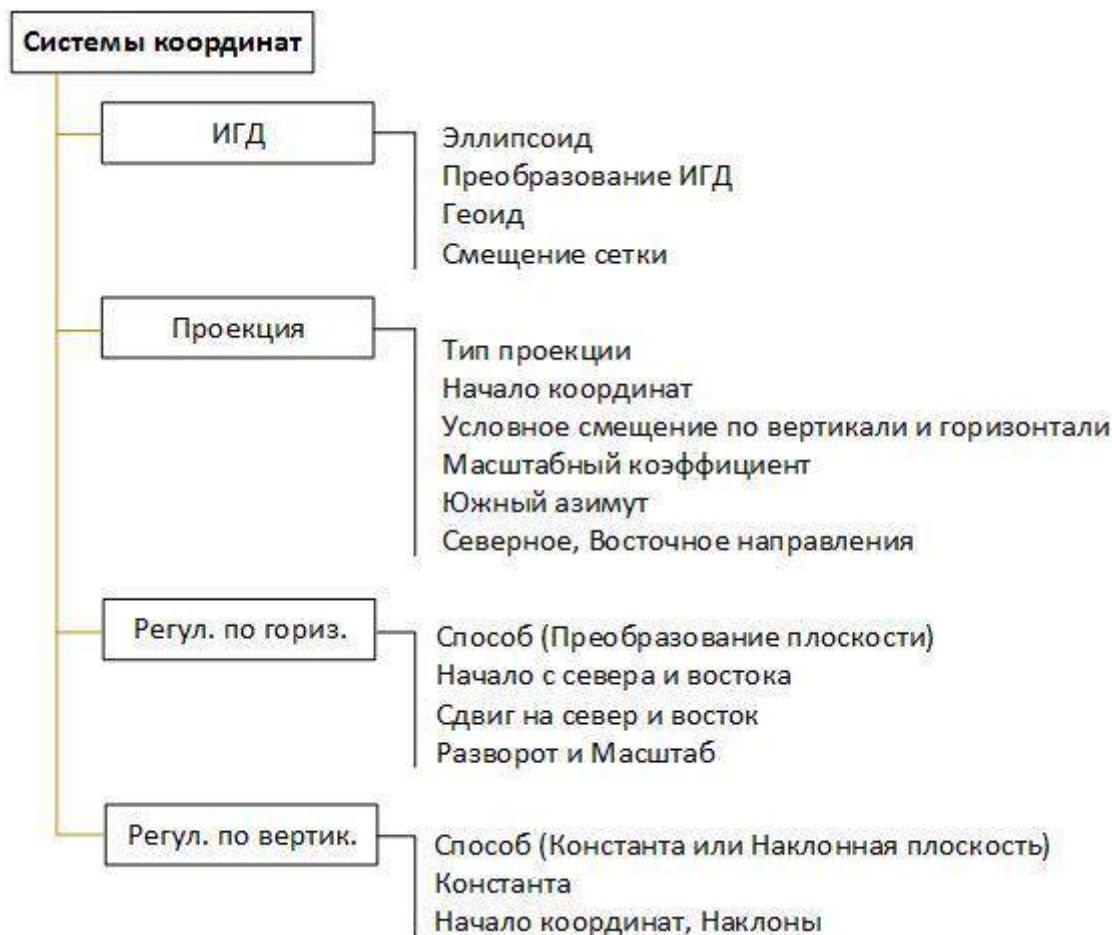 Системы координат
ИГД
Эллипсоид
Преобразование ИГД
Геоид
Смещение сетки
Проекция
Тип проекции
Начало координат
Условное смещение по вертикали и горизонтали
Масштабный коэффициент
Южный азимут
Северное, Восточное направления
Регул. по гориз.
Способ (Преобразование плоскости)
Начало с севера и востока
Сдвиг на север и восток
Разворот и Масштаб
Регул. по вертик.
Способ (Константа или Наклонная плоскость)
Константа
Начало координат, Наклоны